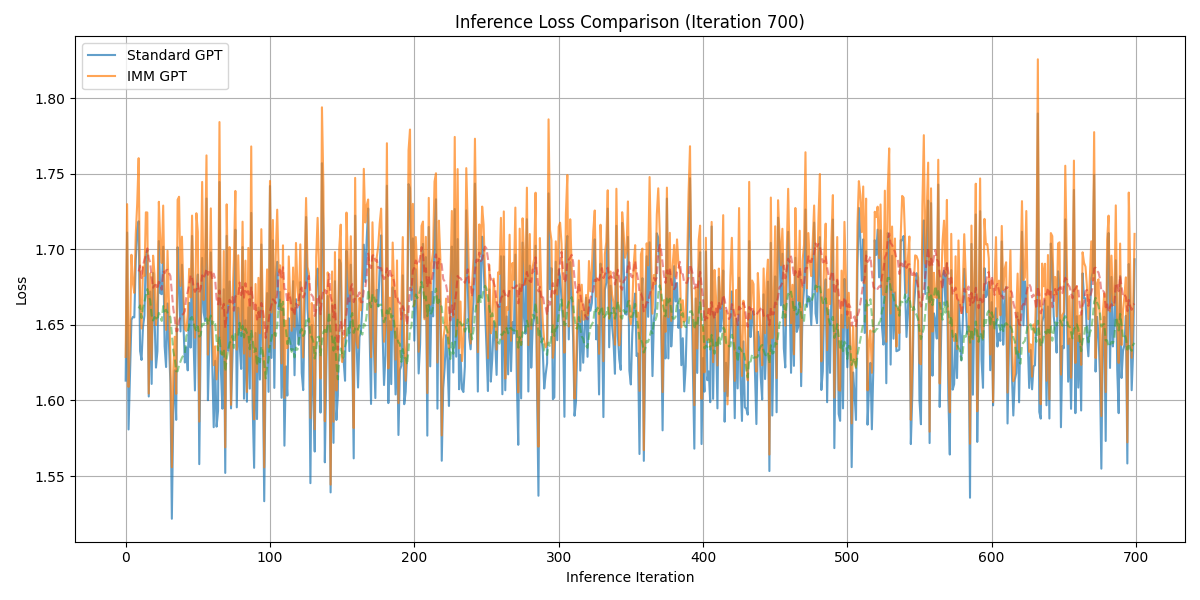 Inference Loss Comparison (Iteration 700)
Standard GPT
IMM GPT
1.80
1.75
1.70
1.65
1.60
1.55
Loss
0 100 200 300 400 500 600 700
Inference Iteration